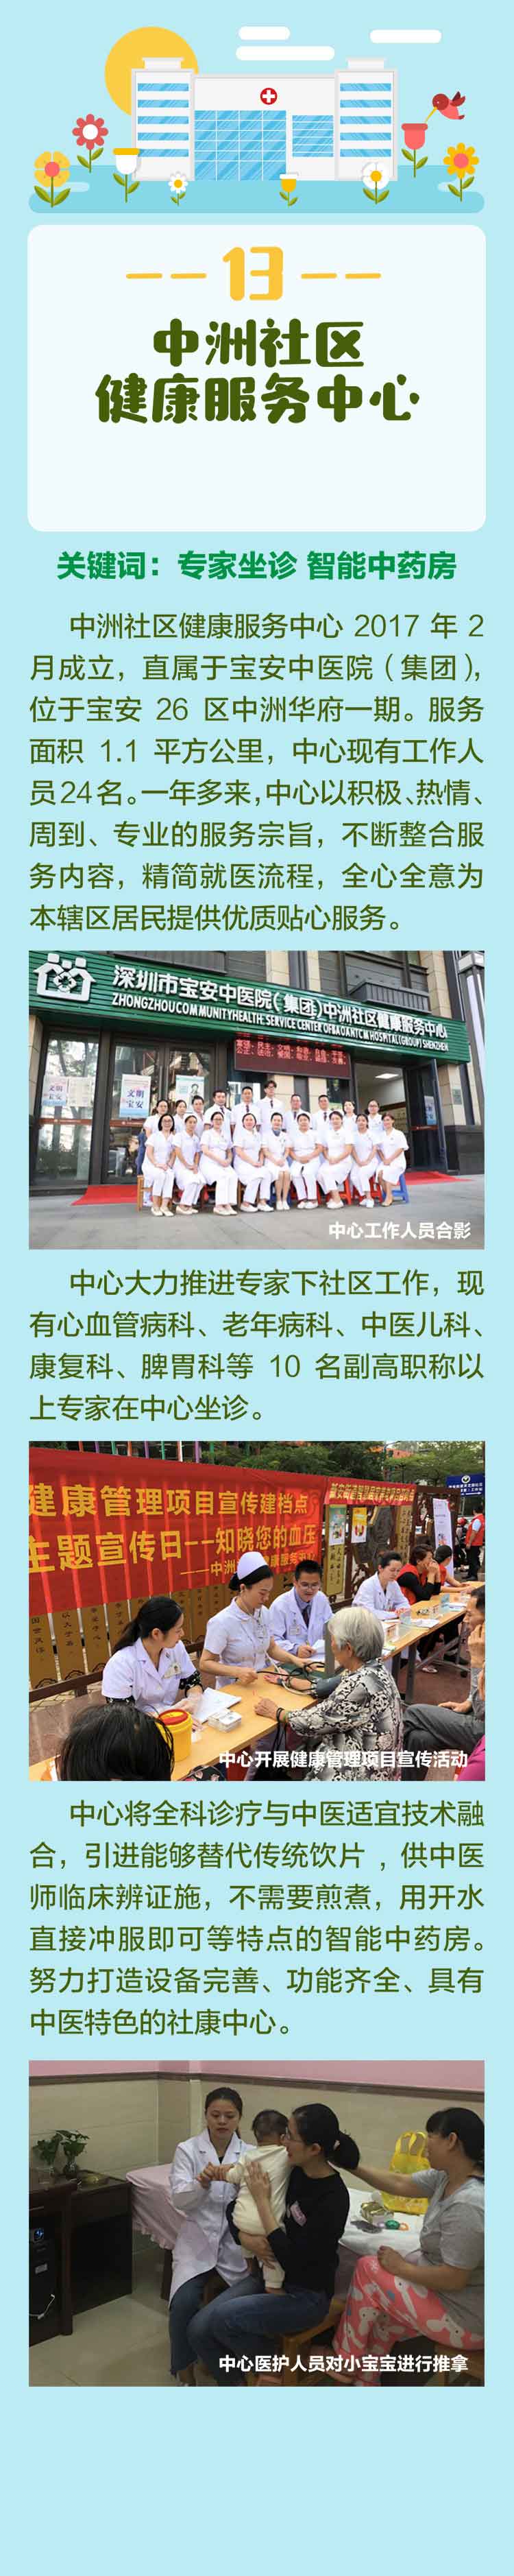 13
中洲社区
健康服务中心
关键词：专家坐诊 智能中药房
中洲社区健康服务中心 2017 年 2
月成立，直属于宝安中医院（集团），
位于宝安 26 区中洲华府一期。服务
面积 1.1 平方公里，中心现有工作人
员24名。一年多来，中心以积极、热情、
周到、专业的服务宗旨，不断整合服
务内容，精简就医流程，全心全意为
本辖区居民提供优质贴心服务。
深圳市宝安中医院（集团）中洲社区健康服务中心
ZHONGZHOU COMMUNITY HEALTH SERVICE CENTER OF BAOAN TCM HOSPITAL(GROUP) SHENZHEN
文明
宝安
文明
宝安
中心工作人员合影
中心大力推进专家下社区工作，现
有心血管病科、老年病科、中医儿科、
康复科、脾胃科等 10 名副高职称以
上专家在中心坐诊。
健康管理项目宣传建档点
主题宣传日--知晓您的血压
中心开展健康管理项目宣传活动
中心将全科诊疗与中医适宜技术融
合，引进能够替代传统饮片，供中医
师临床辨证施，不需要煎煮，用开水
直接冲服即可等特点的智能中药房。
努力打造设备完善、功能齐全、具有
中医特色的社康中心。
中心医护人员对小宝宝进行推拿